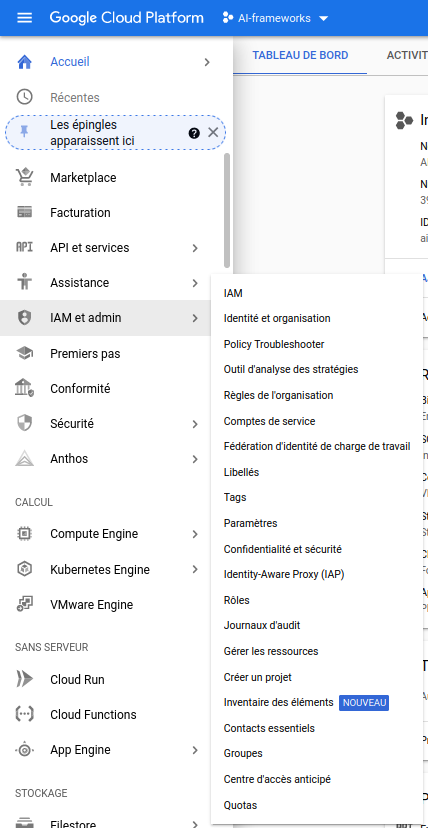 Google Cloud Platform
AI-frameworks
TABLEAU DE BORD
ACTIVIT
Accueil
Récentes
Les épingles
apparaissent ici
Marketplace
Facturation
API et services
Assistance
IAM et admin
Premiers pas
Conformité
Sécurité
Anthos
CALCUL
Compute Engine
Kubernetes Engine
VMware Engine
SANS SERVEUR
Cloud Run
Cloud Functions
App Engine
STOCKAGE
Filestore
IAM
Identité et organisation
Policy Troubleshooter
Outil d'analyse des stratégies
Règles de l'organisation
Comptes de service
Fédération d'identité de charge de travail
Libellés
Tags
Paramètres
Confidentialité et sécurité
Identity-Aware Proxy (IAP)
Rôles
Journaux d'audit
Gérer les ressources
Créer un projet
Inventaire des éléments NOUVEAU
Contacts essentiels
Groupes
Centre d'accès anticipé
Quotas